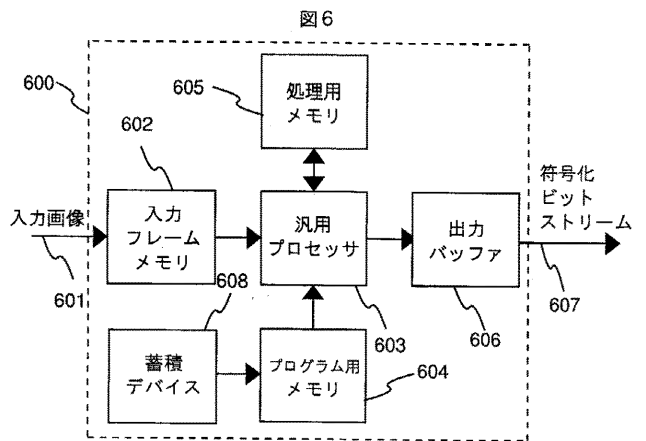 図6
600
605
処理用
メモリ
602
入力画像
601
入力
フレーム
メモリ
汎用
プロセッサ
603
出力
バッファ
606
符号化
ビット
ストリーム
607
608
蓄積
デバイス
プログラム用
メモリ
604